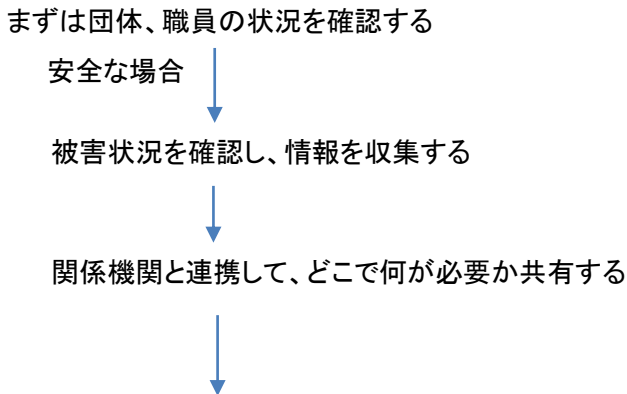 まずは団体、職員の状況を確認する
安全な場合
被害状況を確認し、情報を収集する
関係機関と連携して、どこで何が必要か共有する